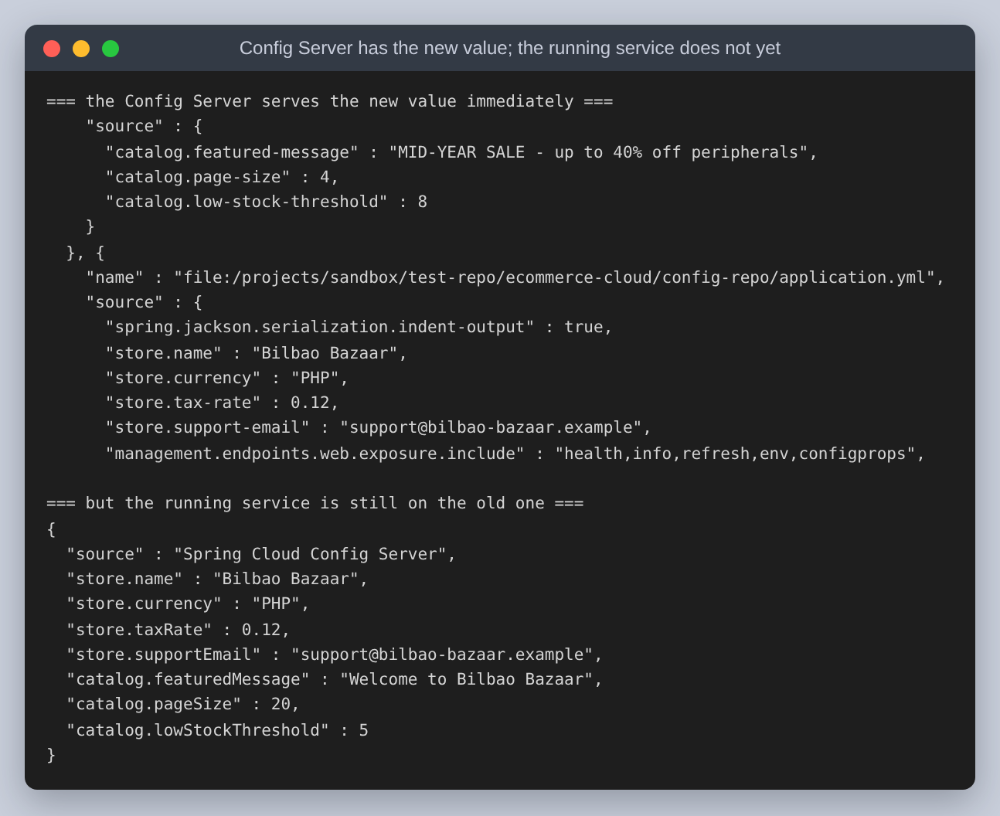 Config Server has the new value; the running service does not yet
=== the Config Server serves the new value immediately ===
    "source" : {
      "catalog.featured-message" : "MID-YEAR SALE - up to 40% off peripherals",
      "catalog.page-size" : 4,
      "catalog.low-stock-threshold" : 8
    }
  }, {
    "name" : "file:/projects/sandbox/test-repo/ecommerce-cloud/config-repo/application.yml",
    "source" : {
      "spring.jackson.serialization.indent-output" : true,
      "store.name" : "Bilbao Bazaar",
      "store.currency" : "PHP",
      "store.tax-rate" : 0.12,
      "store.support-email" : "support@bilbao-bazaar.example",
      "management.endpoints.web.exposure.include" : "health,info,refresh,env,configprops",
=== but the running service is still on the old one ===
{
  "source" : "Spring Cloud Config Server",
  "store.name" : "Bilbao Bazaar",
  "store.currency" : "PHP",
  "store.taxRate" : 0.12,
  "store.supportEmail" : "support@bilbao-bazaar.example",
  "catalog.featuredMessage" : "Welcome to Bilbao Bazaar",
  "catalog.pageSize" : 20,
  "catalog.lowStockThreshold" : 5
}